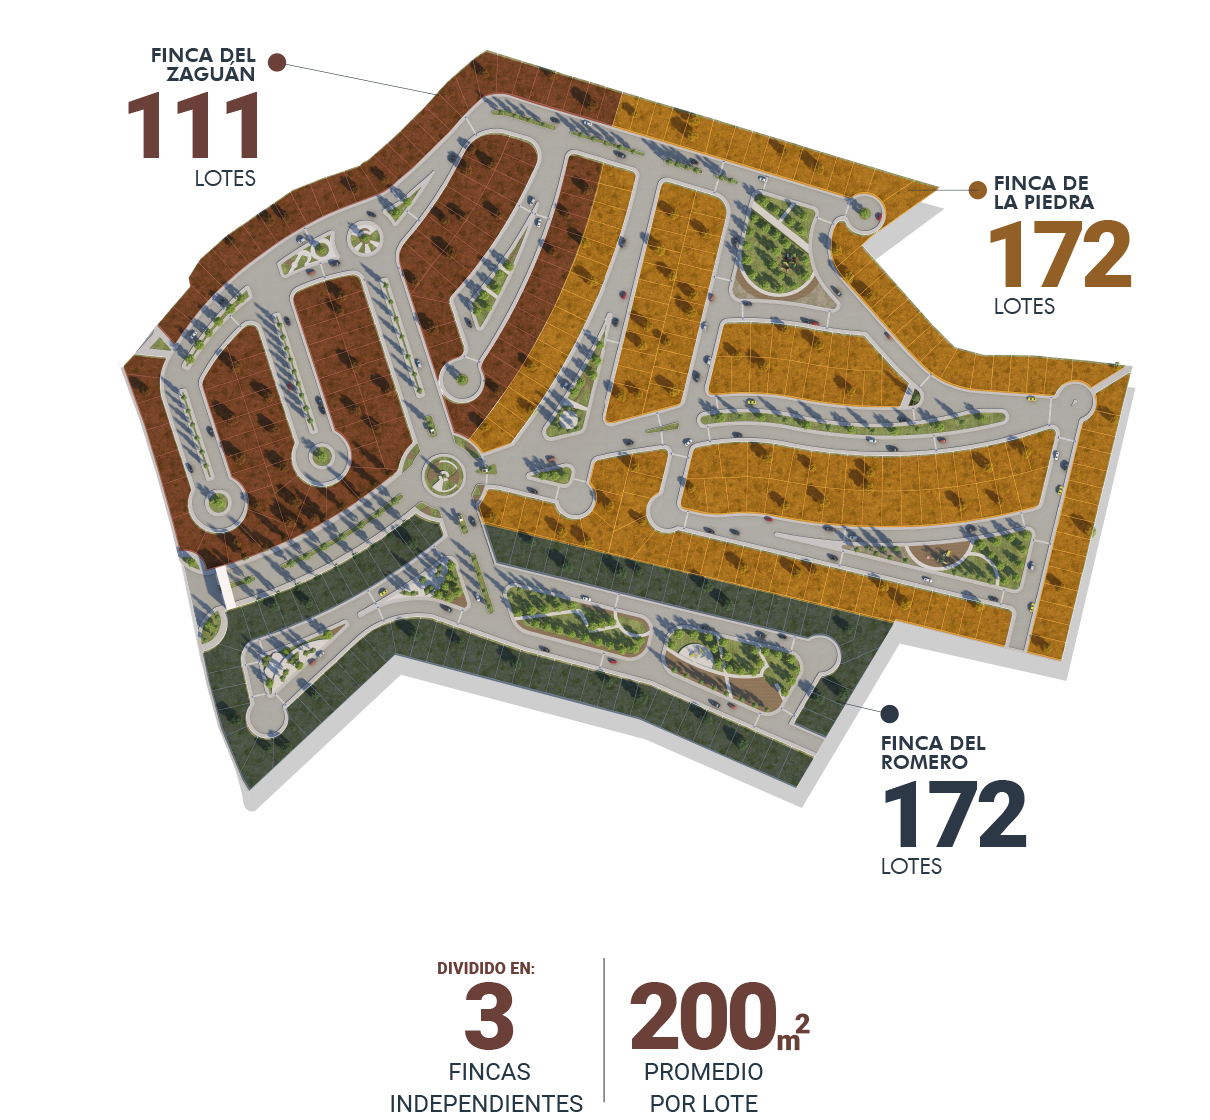 FINCA DEL
ZAGUÁN
111
LOTES
FINCA DE
LA PIEDRA
172
LOTES
FINCA DEL
ROMERO
172
LOTES
DIVIDIDO EN:
3
FINCAS
INDEPENDIENTES
200 m²
PROMEDIO
POR LOTE